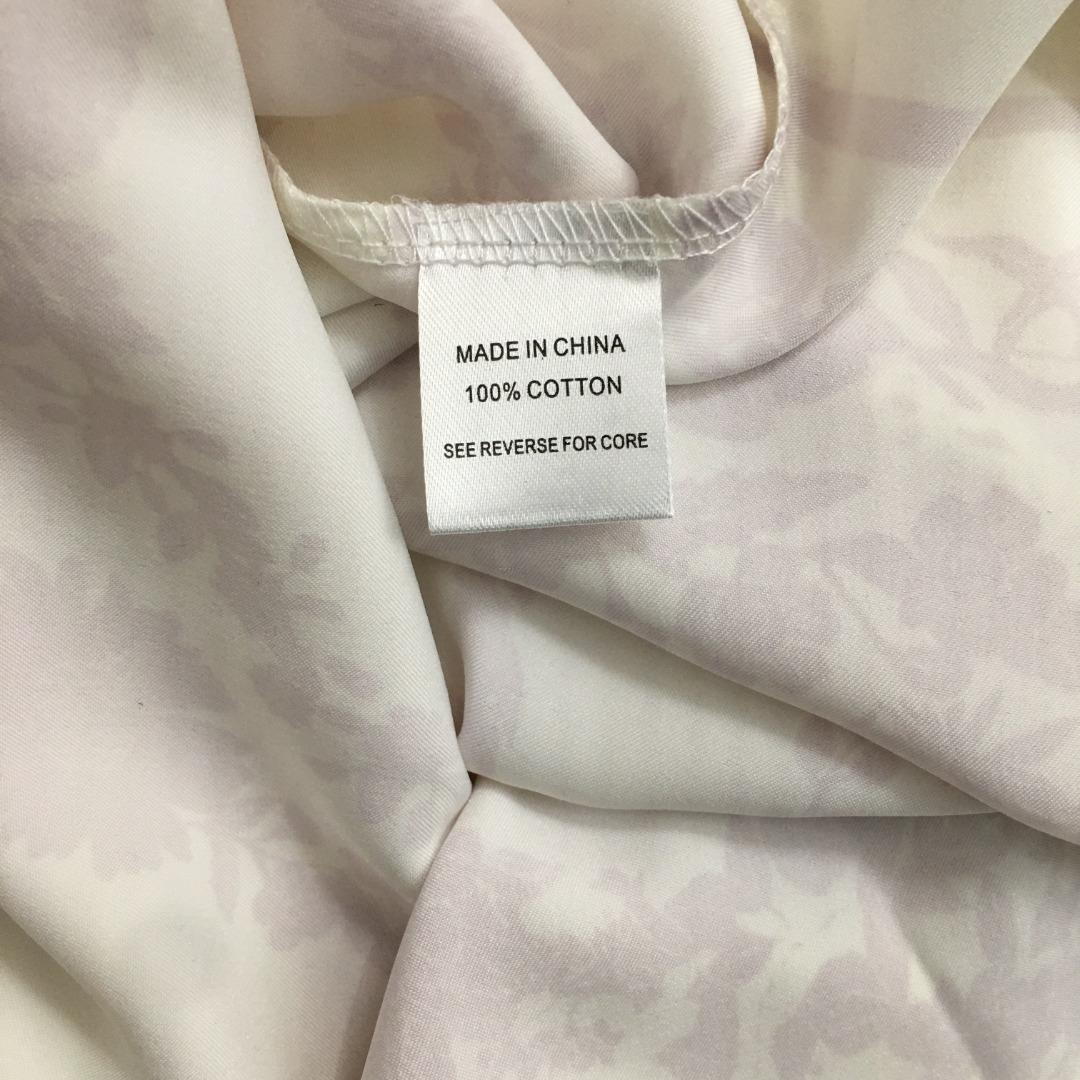 MADE IN CHINA
100% COTTON
SEE REVERSE FOR CORE